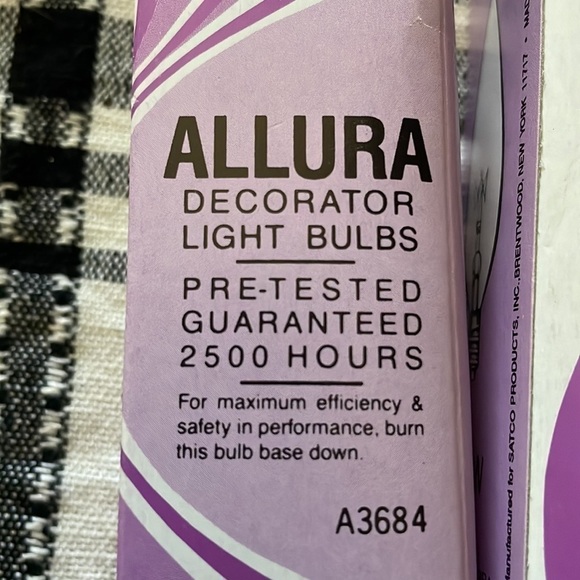 ALLURA
DECORATOR
LIGHT BULBS
PRE-TESTED
GUARANTEED
2500 HOURS
For maximum efficiency &
safety in performance, burn
this bulb base down.
A3684
manufactured for SATCO PRODUCTS, INC., BRENTWOOD, NEW YORK 11717 •